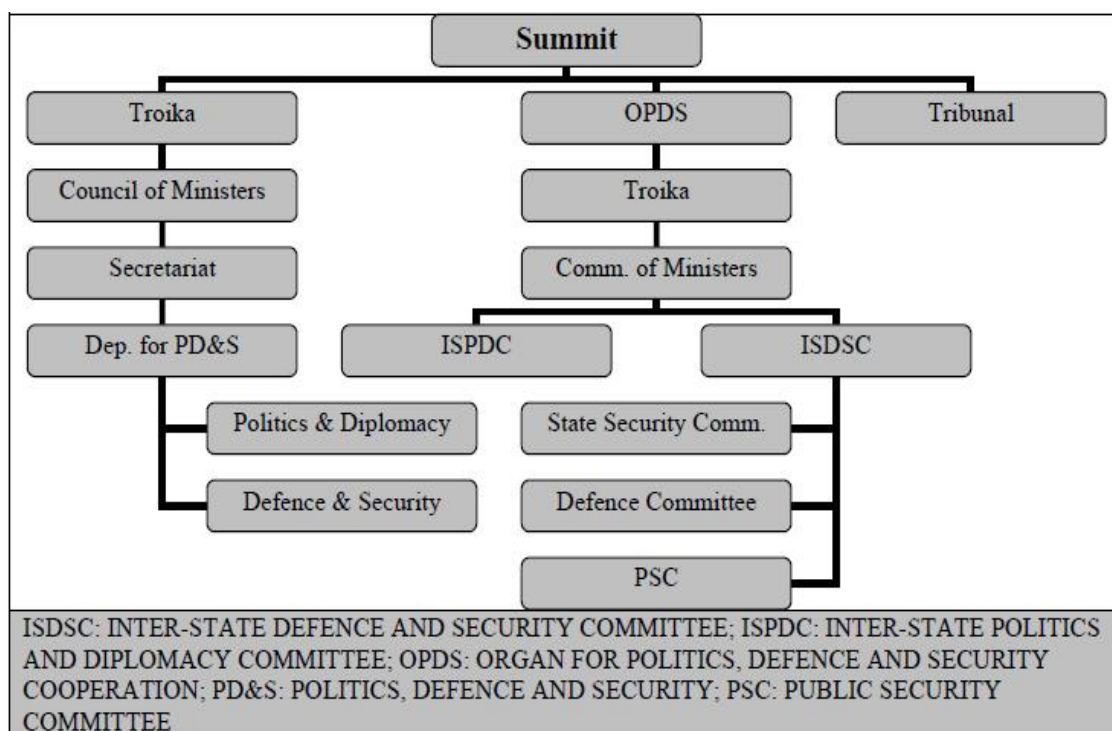 Summit
Troika
OPDS
Tribunal
Council of Ministers
Troika
Secretariat
Comm. of Ministers
Dep. for PD&S
ISPDC
ISDSC
Politics & Diplomacy
State Security Comm.
Defence & Security
Defence Committee
PSC
ISDSC: INTER-STATE DEFENCE AND SECURITY COMMITTEE; ISPDC: INTER-STATE POLITICS
AND DIPLOMACY COMMITTEE; OPDS: ORGAN FOR POLITICS, DEFENCE AND SECURITY
COOPERATION; PD&S: POLITICS, DEFENCE AND SECURITY; PSC: PUBLIC SECURITY
COMMITTEE